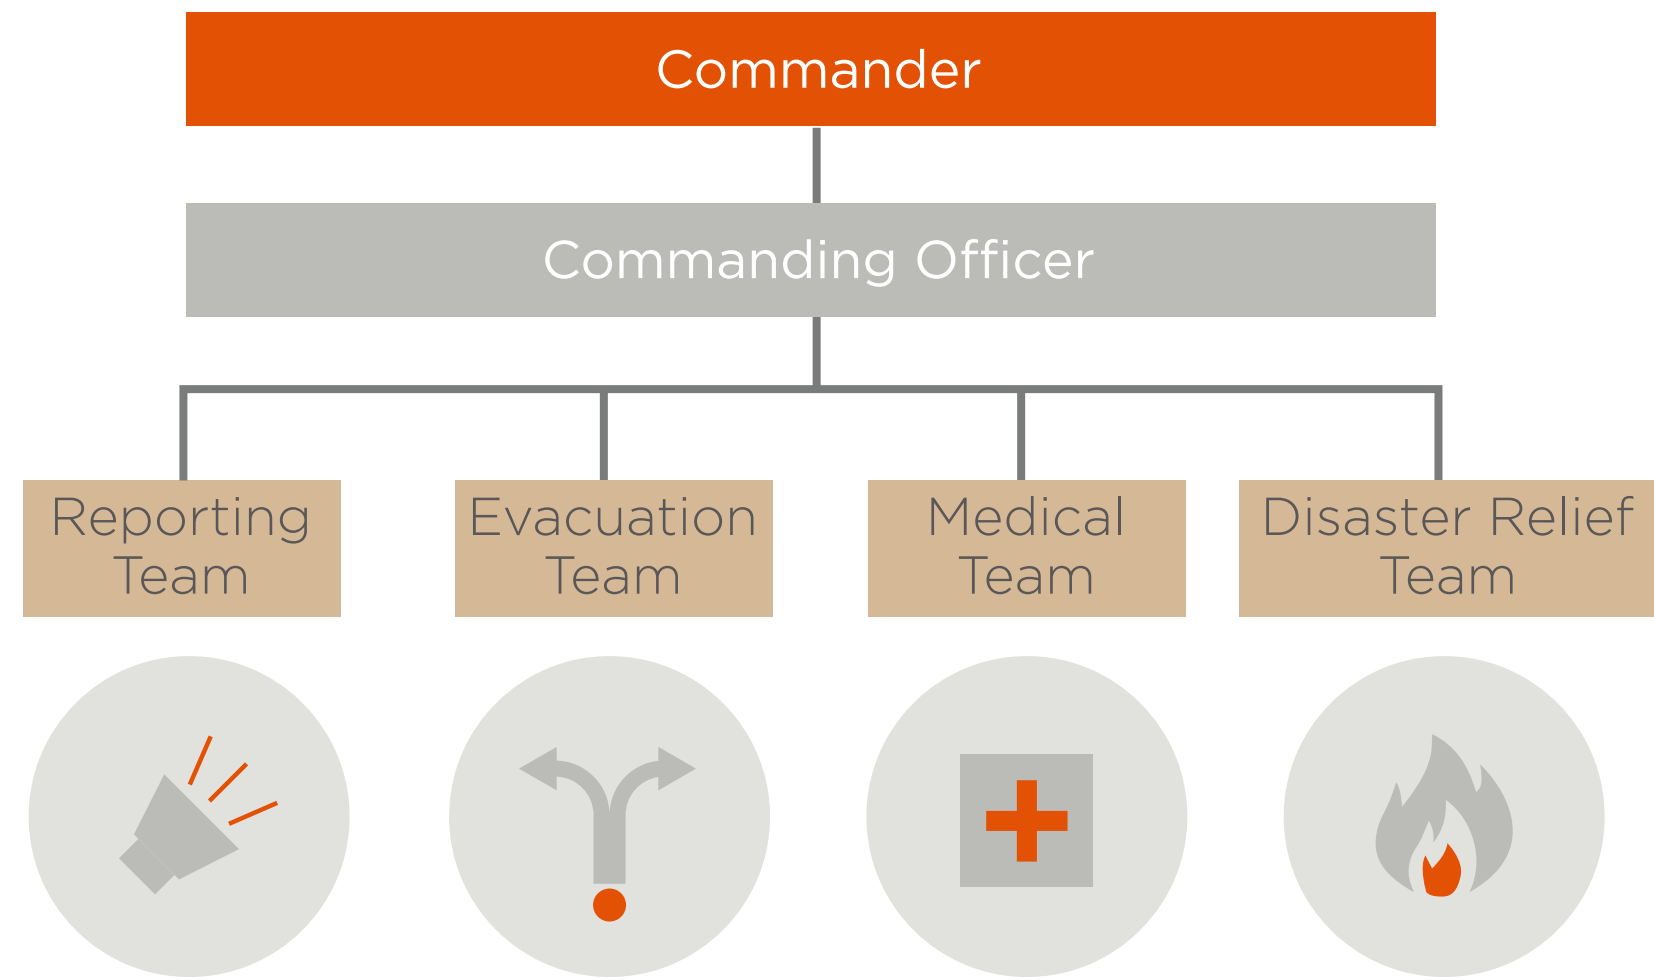 Commander
Commanding Officer
Reporting
Team
Evacuation
Team
Medical
Team
Disaster Relief
Team